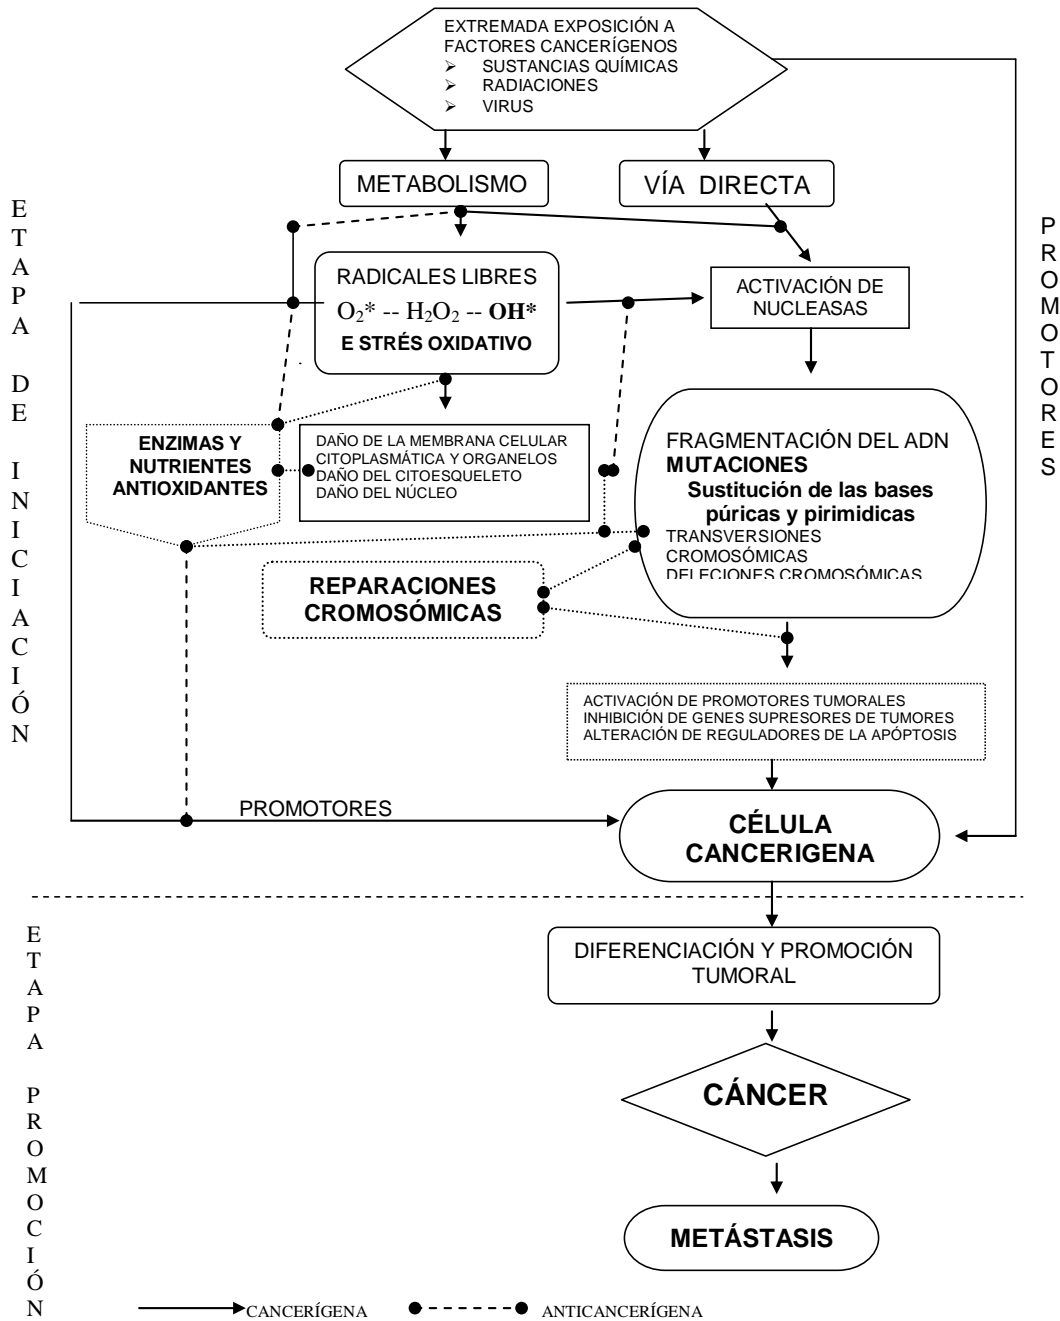 EXTREMADA EXPOSICIÓN A
FACTORES CANCERÍGENOS
➢ SUSTANCIAS QUÍMICAS
➢ RADIACIONES
➢ VIRUS
METABOLISMO
VÍA DIRECTA
ETAPA DE INICIACIÓN
PROMOTORES
RADICALES LIBRES
O₂* -- H₂O₂ -- OH*
E STRÉS OXIDATIVO
ACTIVACIÓN DE
NUCLEASAS
ENZIMAS Y
NUTRIENTES
ANTIOXIDANTES
DAÑO DE LA MEMBRANA CELULAR
CITOPLASMÁTICA Y ORGANELOS
DAÑO DEL CITOESQUELETO
DAÑO DEL NÚCLEO
FRAGMENTACIÓN DEL ADN
MUTACIONES
Sustitución de las bases
púricas y pirimidicas
TRANSVERSIONES
CROMOSÓMICAS
DELECIONES CROMOSÓMICAS
REPARACIONES
CROMOSÓMICAS
ACTIVACIÓN DE PROMOTORES TUMORALES
INHIBICIÓN DE GENES SUPRESORES DE TUMORES
ALTERACIÓN DE REGULADORES DE LA APÓPTOSIS
PROMOTORES
CÉLULA
CANCERIGENA
ETAPA PROMOCIÓN
DIFERENCIACIÓN Y PROMOCIÓN
TUMORAL
CÁNCER
METÁSTASIS
CANCERÍGENA
ANTICANCERÍGENA